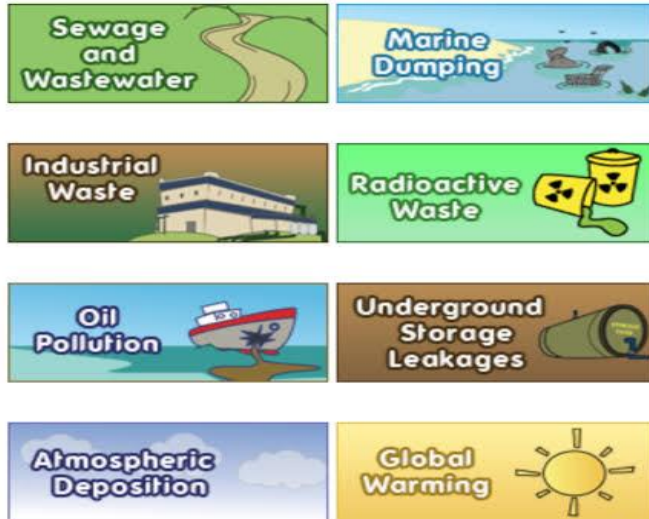 Sewage
and
Wastewater
Marine
Dumping
Industrial
Waste
Radioactive
Waste
Oil
Pollution
Underground
Storage
Leakages
Atmospheric
Deposition
Global
Warming